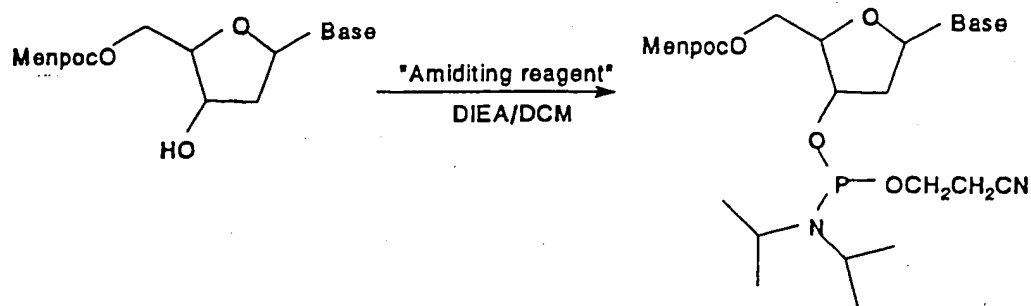 MenpocO
O
Base
HO
"Amiditing reagent"
DIEA/DCM
MenpocO
O
Base
O
P
OCH₂CH₂CN
N